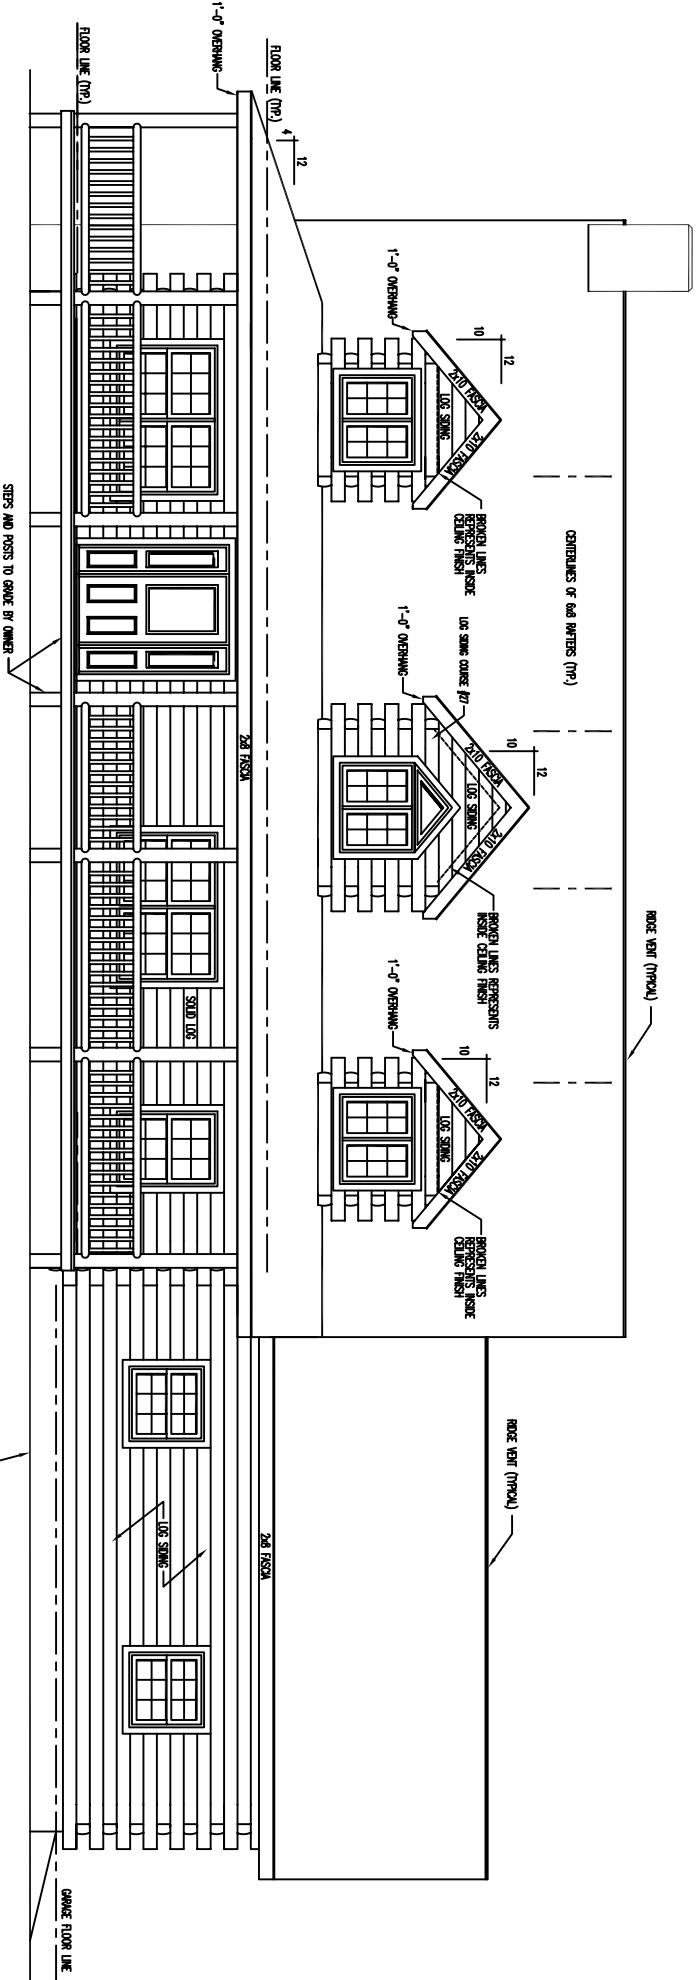 RIDGE VENT (TYPICAL)
RIDGE VENT (TYPICAL)
CENTERLINES OF 6x8 RAFTERS (TYP.)
12
10
2x10 FASCIA
2x10 FASCIA
LOG SIDING
1'-0" OVERHANG
BROKEN LINES
REPRESENTS INSIDE
CEILING FINISH
LOG SIDING COURSE #27
12
10
2x10 FASCIA
2x10 FASCIA
LOG SIDING
1'-0" OVERHANG
BROKEN LINES REPRESENTS
INSIDE CEILING FINISH
12
10
2x10 FASCIA
2x10 FASCIA
LOG SIDING
1'-0" OVERHANG
BROKEN LINES
REPRESENTS INSIDE
CEILING FINISH
12
4
FLOOR LINE (TYP.)
1'-0" OVERHANG
2x8 FASCIA
2x8 FASCIA
SOLID LOG
LOG SIDING
FLOOR LINE (TYP.)
GARAGE FLOOR LINE
STEPS AND POSTS TO GRADE BY OWNER